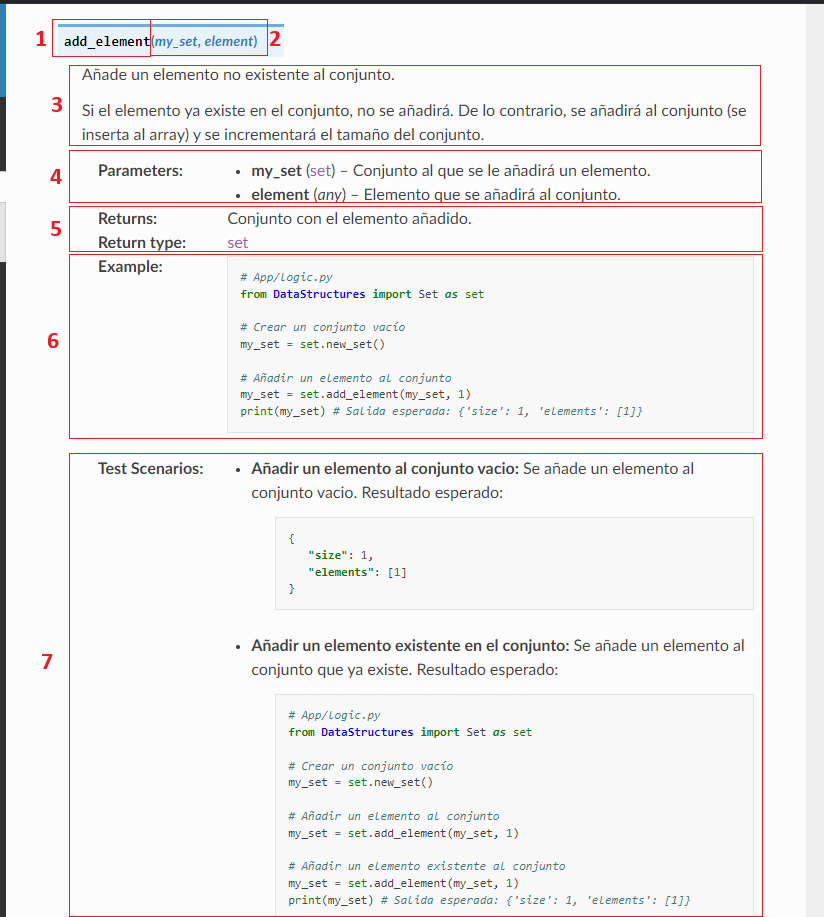 1 add_element(my_set, element) 2
Añade un elemento no existente al conjunto.
3
Si el elemento ya existe en el conjunto, no se añadirá. De lo contrario, se añadirá al conjunto (se
inserta al array) y se incrementará el tamaño del conjunto.
4
Parameters:
• my_set (set) – Conjunto al que se le añadirá un elemento.
• element (any) – Elemento que se añadirá al conjunto.
5
Returns: Conjunto con el elemento añadido.
Return type: set
6
Example:
# App/logic.py
from DataStructures import Set as set
# Crear un conjunto vacío
my_set = set.new_set()
# Añadir un elemento al conjunto
my_set = set.add_element(my_set, 1)
print(my_set) # Salida esperada: {'size': 1, 'elements': [1]}
7
Test Scenarios:
• Añadir un elemento al conjunto vacio: Se añade un elemento al
conjunto vacio. Resultado esperado:
{
"size": 1,
"elements": [1]
}
• Añadir un elemento existente en el conjunto: Se añade un elemento al
conjunto que ya existe. Resultado esperado:
# App/logic.py
from DataStructures import Set as set
# Crear un conjunto vacío
my_set = set.new_set()
# Añadir un elemento al conjunto
my_set = set.add_element(my_set, 1)
# Añadir un elemento existente al conjunto
my_set = set.add_element(my_set, 1)
print(my_set) # Salida esperada: {'size': 1, 'elements': [1]}